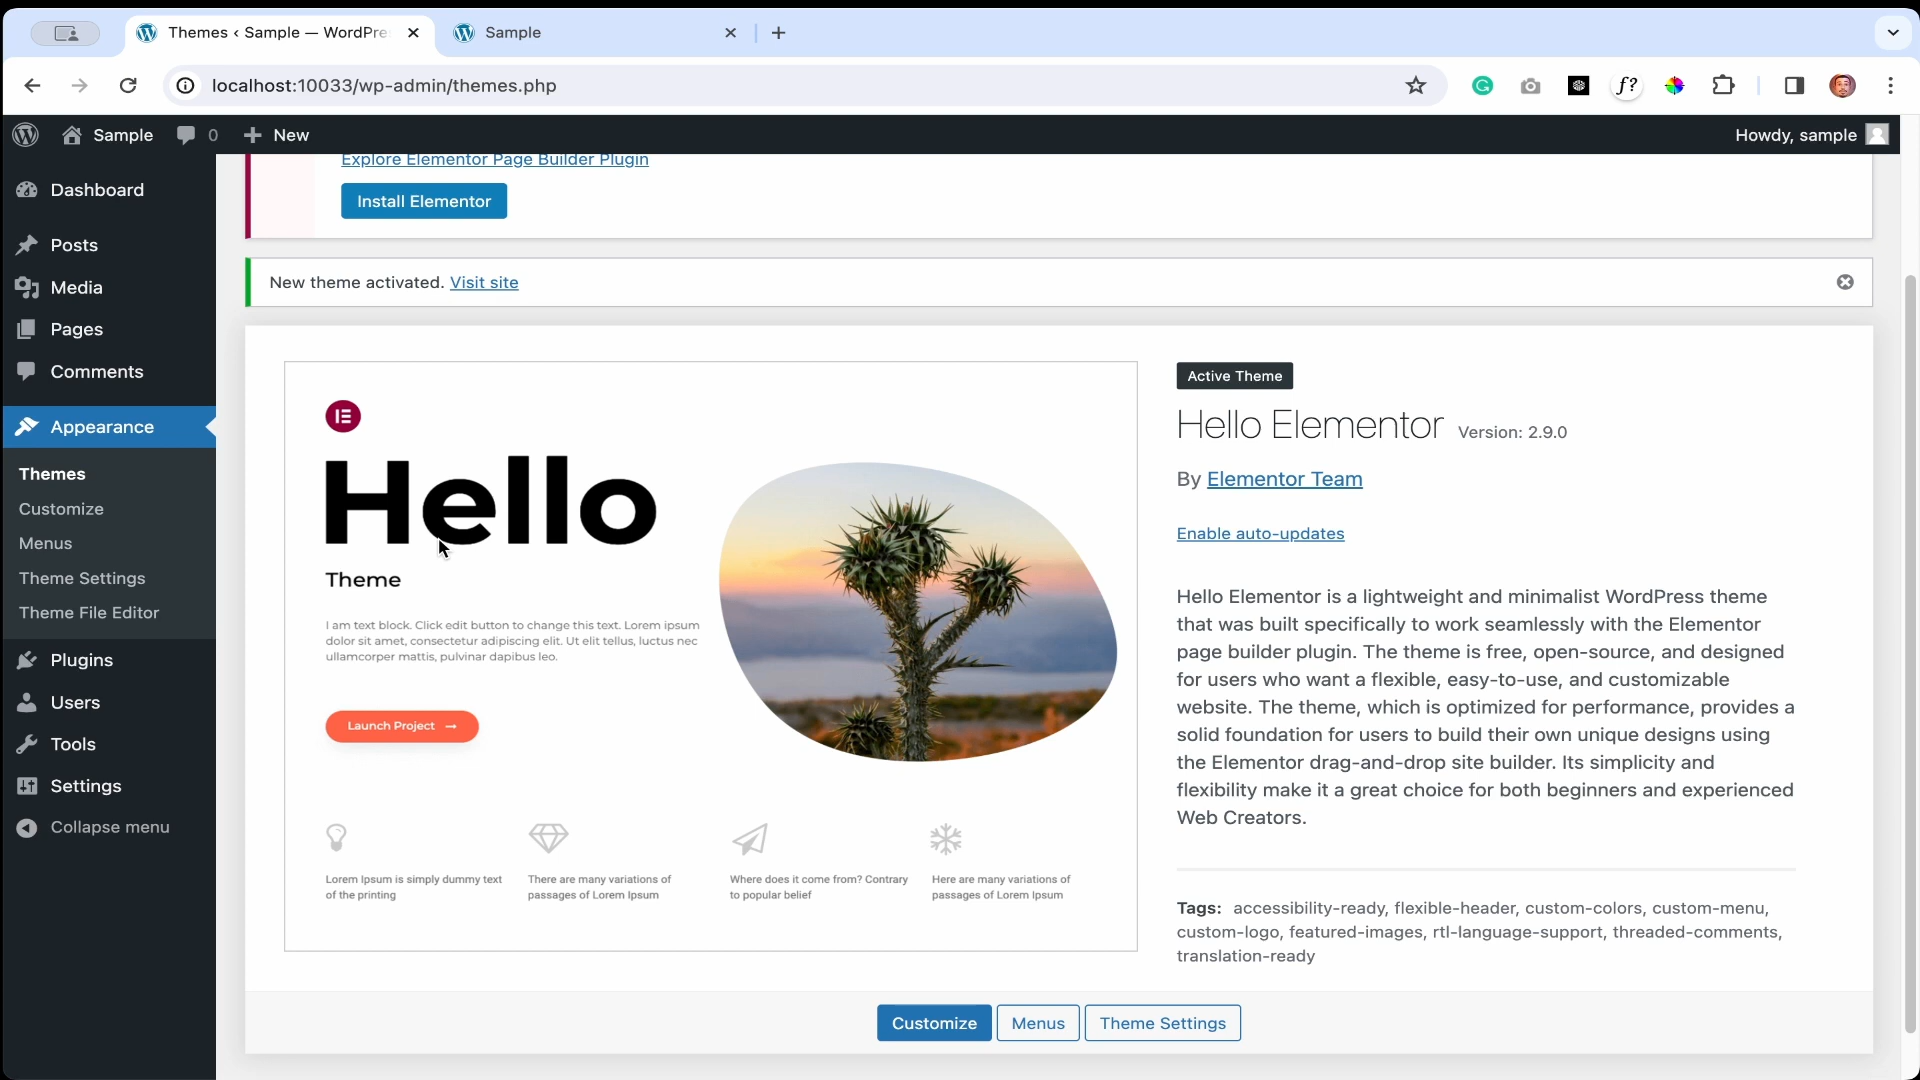 Themes ‹ Sample — WordPre
Sample
localhost:10033/wp-admin/themes.php
f?
Sample
0
New
Howdy, sample
Dashboard
Posts
Media
Pages
Comments
Appearance
Themes
Customize
Menus
Theme Settings
Theme File Editor
Plugins
Users
Tools
Settings
Collapse menu
Explore Elementor Page Builder Plugin
Install Elementor
New theme activated. Visit site
Hello
Theme
I am text block. Click edit button to change this text. Lorem ipsum
dolor sit amet, consectetur adipiscing elit. Ut elit tellus, luctus nec
ullamcorper mattis, pulvinar dapibus leo.
Launch Project →
Lorem Ipsum is simply dummy text
of the printing
There are many variations of
passages of Lorem Ipsum
Where does it come from? Contrary
to popular belief
Here are many variations of
passages of Lorem Ipsum
Active Theme
Hello Elementor Version: 2.9.0
By Elementor Team
Enable auto-updates
Hello Elementor is a lightweight and minimalist WordPress theme
that was built specifically to work seamlessly with the Elementor
page builder plugin. The theme is free, open-source, and designed
for users who want a flexible, easy-to-use, and customizable
website. The theme, which is optimized for performance, provides a
solid foundation for users to build their own unique designs using
the Elementor drag-and-drop site builder. Its simplicity and
flexibility make it a great choice for both beginners and experienced
Web Creators.
Tags: accessibility-ready, flexible-header, custom-colors, custom-menu,
custom-logo, featured-images, rtl-language-support, threaded-comments,
translation-ready
Customize
Menus
Theme Settings